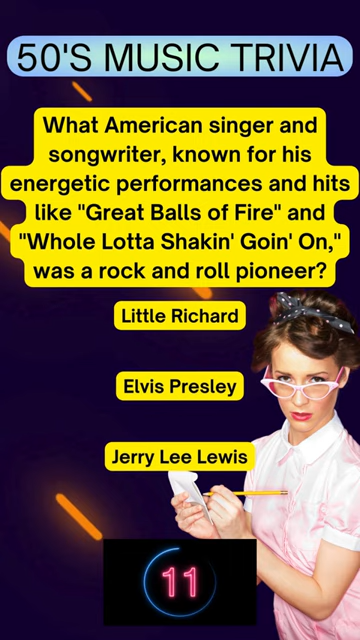 50'S MUSIC TRIVIA
What American singer and
songwriter, known for his
energetic performances and hits
like "Great Balls of Fire" and
"Whole Lotta Shakin' Goin' On,"
was a rock and roll pioneer?
Little Richard
Elvis Presley
Jerry Lee Lewis
11